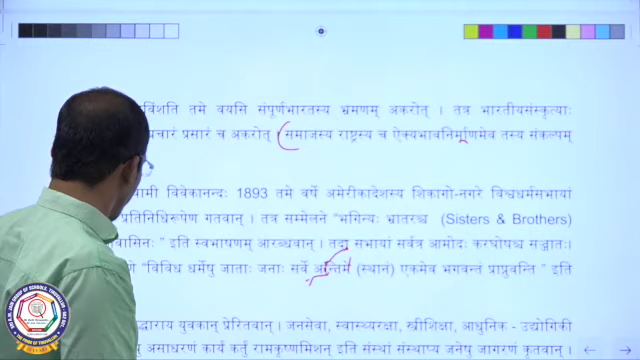 तमे वयसि संपूर्णभारतस्य भ्रमणम् अकरोत् । तत्र भारतीयसंस्कृत्याः
प्रसारं च अकरोत् । समाजस्य राष्ट्रस्य च ऐक्यभावनिर्माणमेव तस्य संकल्पम्
विवेकानन्दः 1893 तमे वर्षे अमेरीकादेशस्य शिकागो-नगरे विश्वधर्मसभायां
प्रतिनिधिरूपेण गतवान् । तत्र सम्मेलने "भगिन्यः भ्रातरश्च (Sisters & Brothers)
इति स्वभाषणम् आरब्धवान् । तदा सभायां सर्वत्र आमोदः करघोषश्च सञ्जातः।
"विविध धर्मेषु जाताः जनाः सर्वे अन्तिमे (स्थानं) एकमेव भगवन्तं प्राप्नुवन्ति" इति
युवकान् प्रेरितवान् । जनसेवा, स्वास्थ्यरक्षा, स्त्रीशिक्षा, आधुनिक - उद्योगिकी
असाधारणं कार्यं कर्तुं रामकृष्णमिशन् इति संस्थां संस्थाप्य जनेषु जागरणं कृतवान् ।